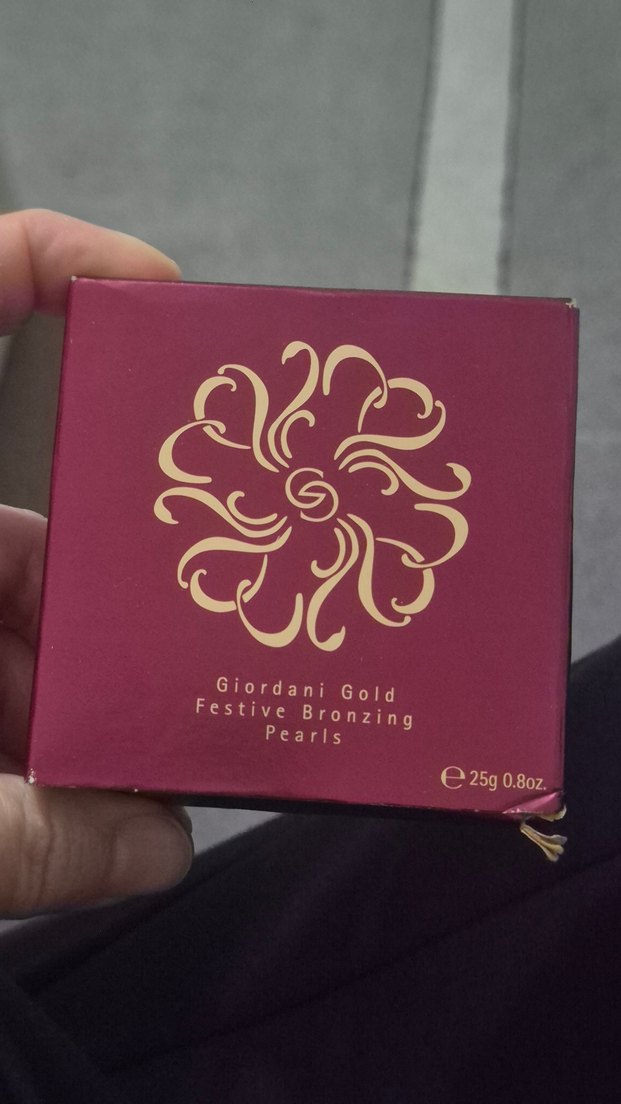 Giordani Gold
Festive Bronzing
Pearls
℮ 25g 0.8oz.